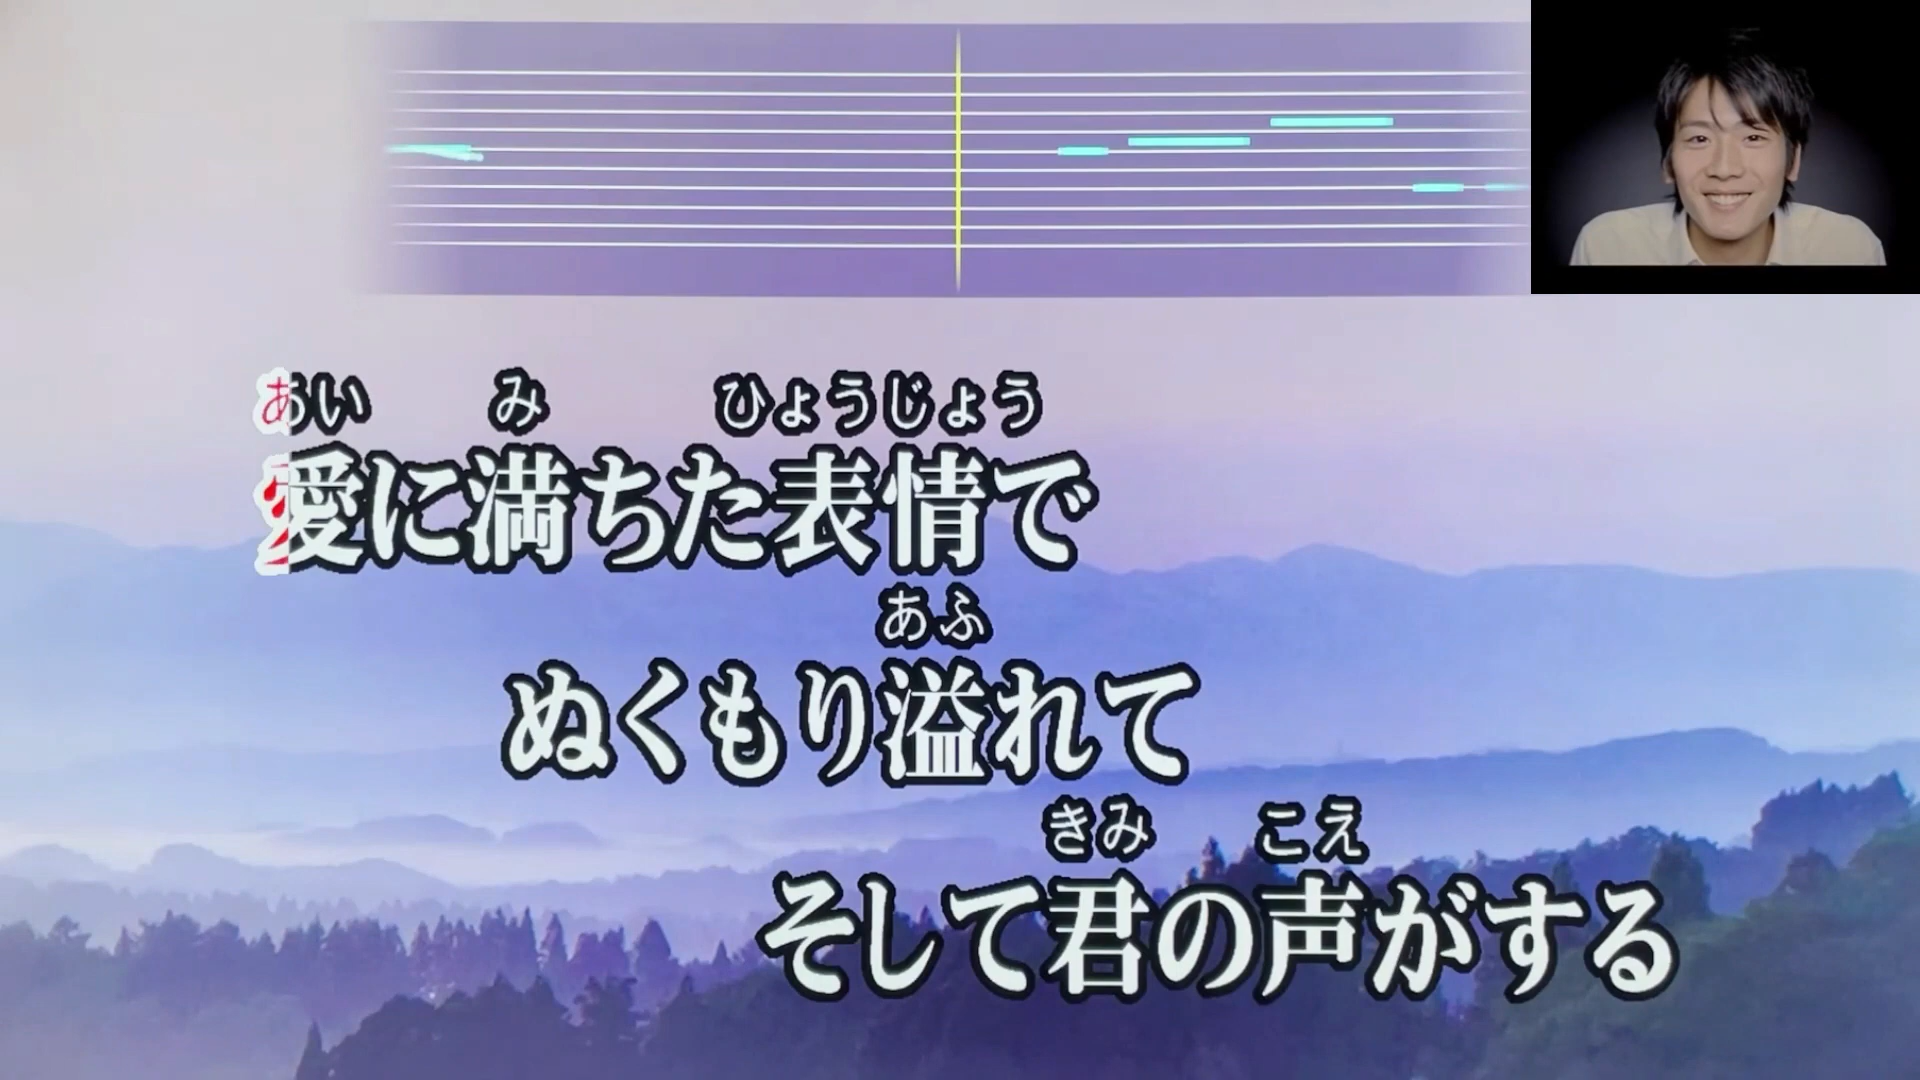 あい み ひょうじょう
愛に満ちた表情で
あふ
ぬくもり溢れて
きみ こえ
そして君の声がする